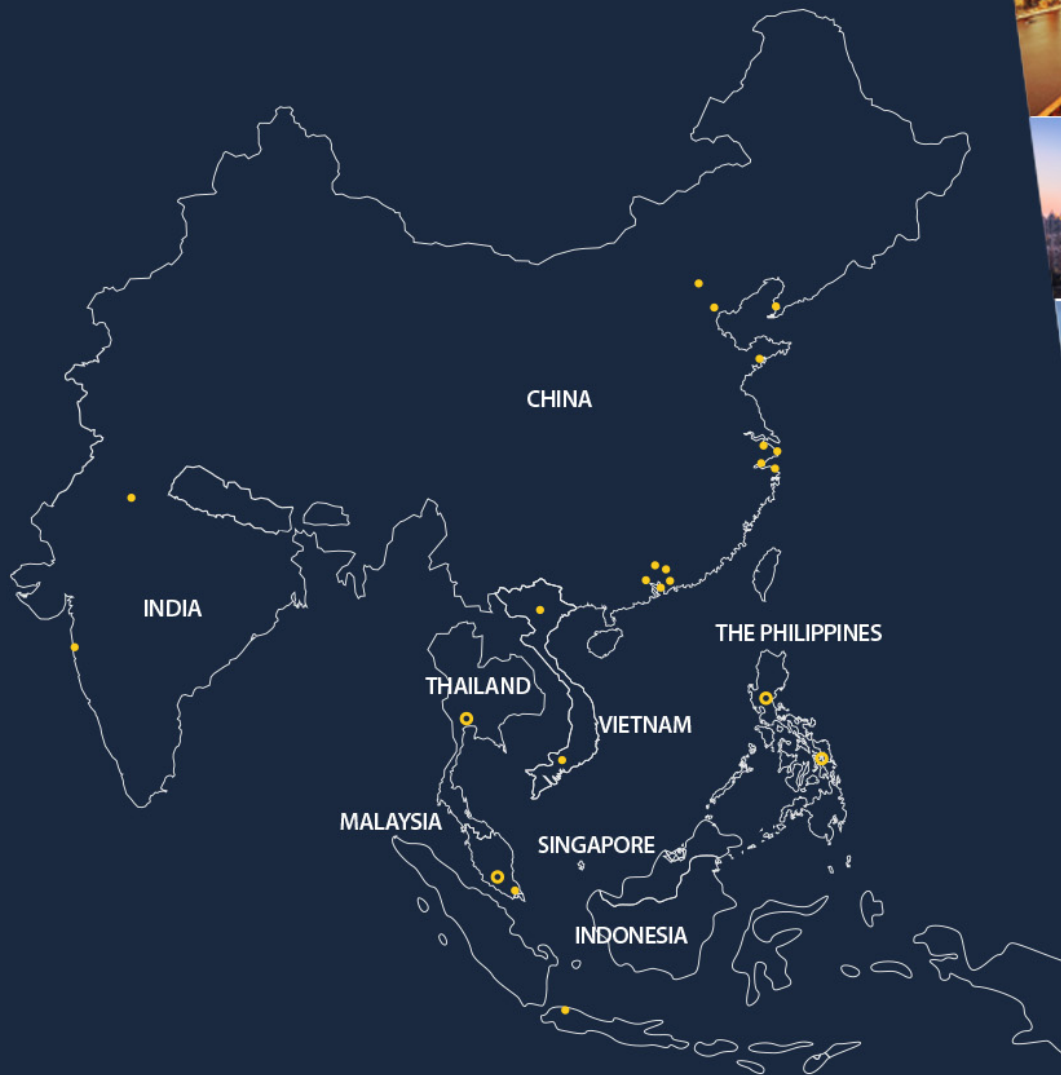 CHINA
INDIA
THE PHILIPPINES
THAILAND
VIETNAM
MALAYSIA
SINGAPORE
INDONESIA